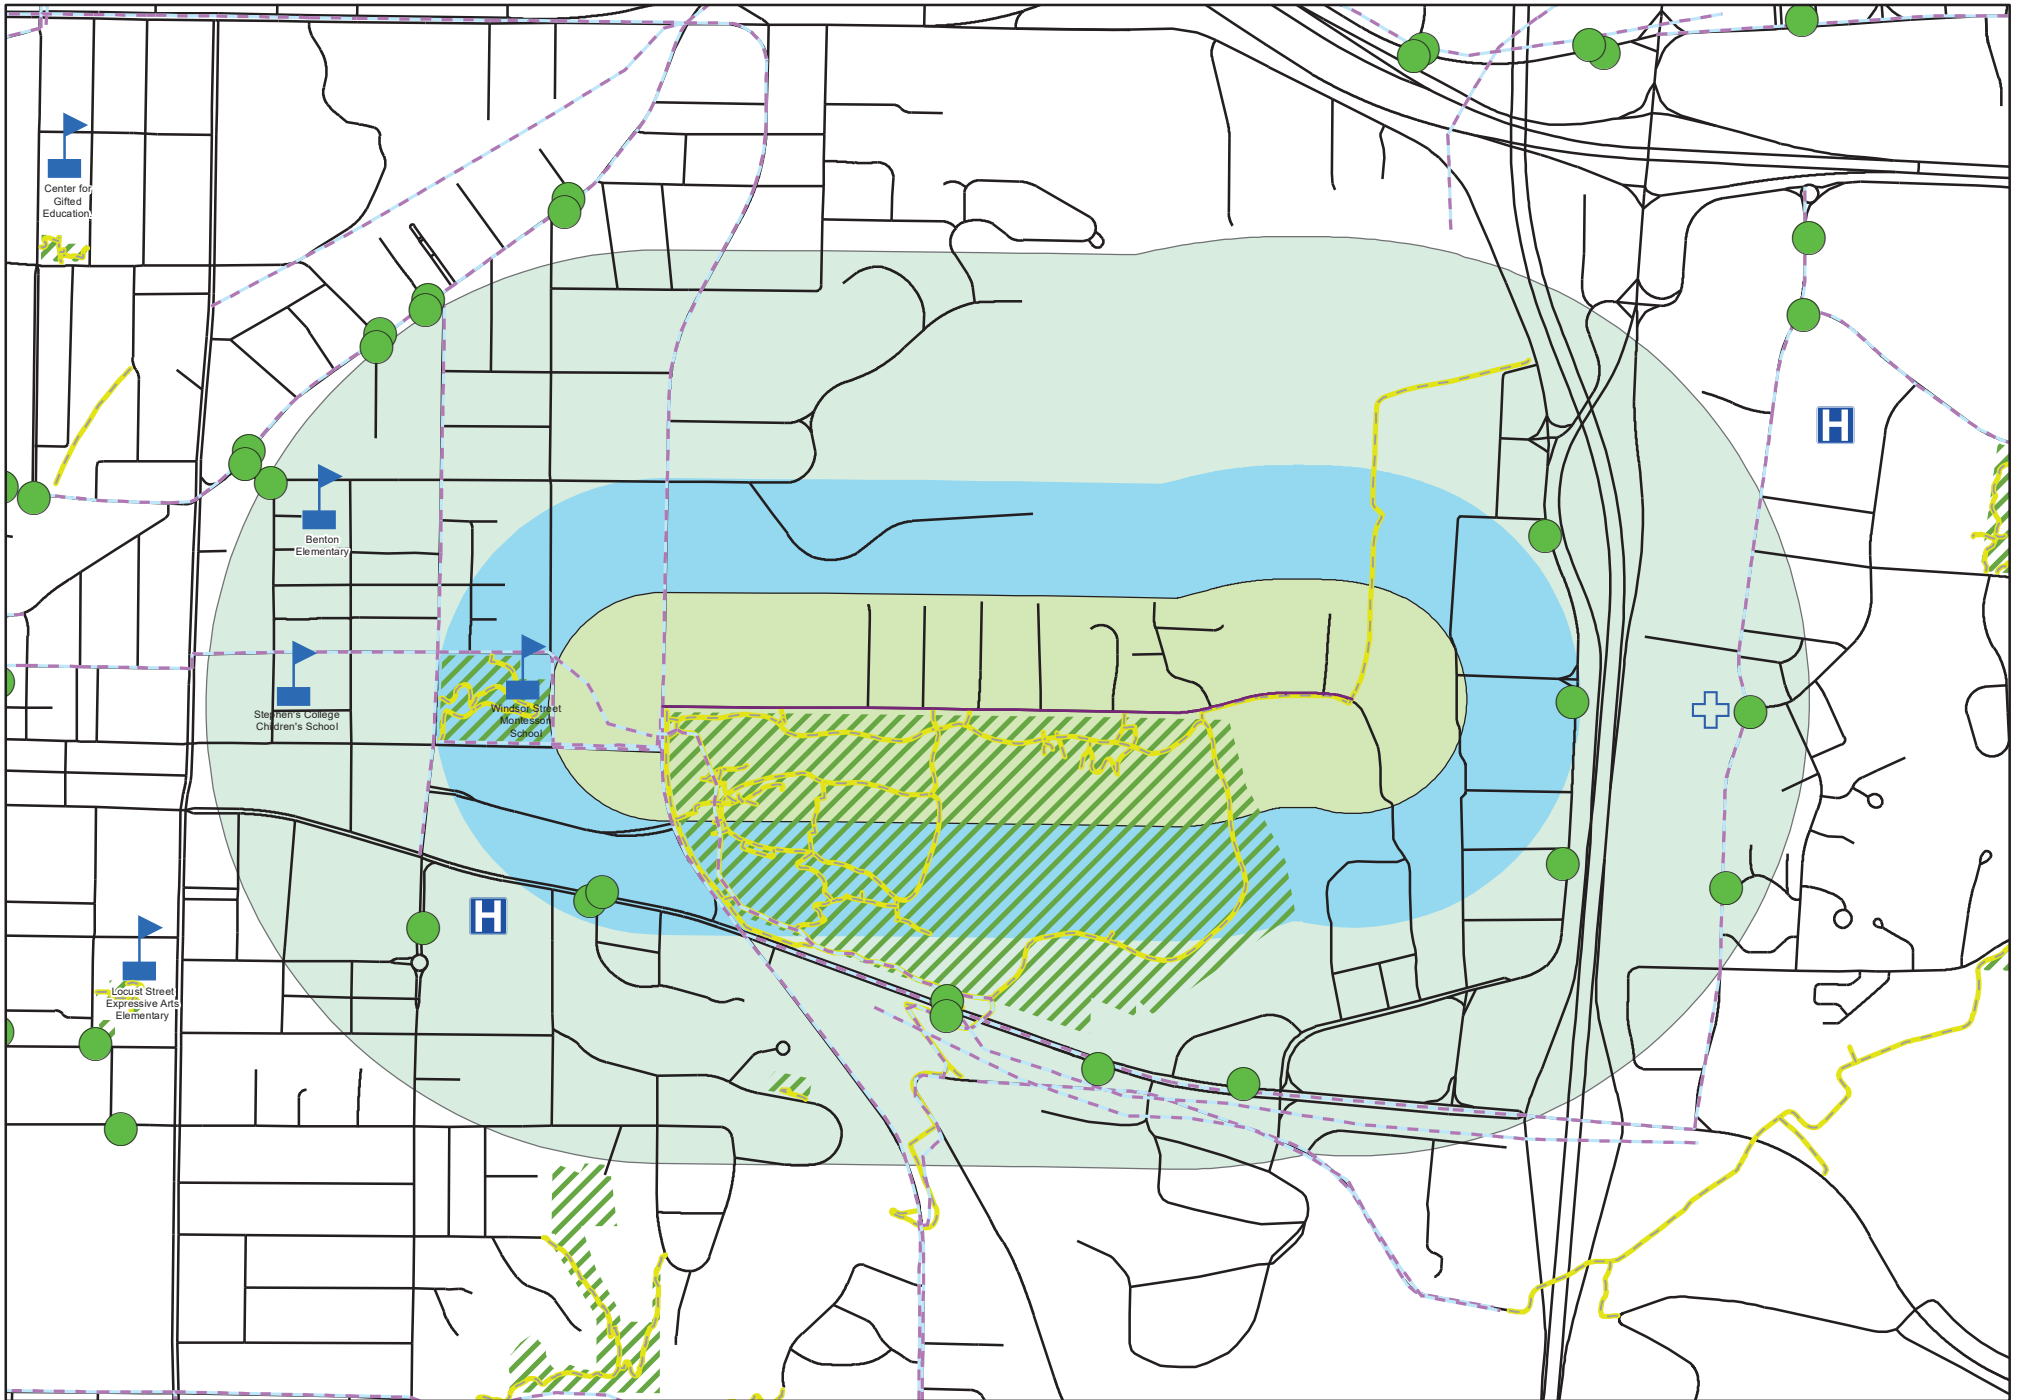 Center for
Gifted
Education.
H
Benton
Elementary
Stephen's College
Children's School
Windsor Street
Montessori
School
H
Locust Street
Expressive Arts
Elementary